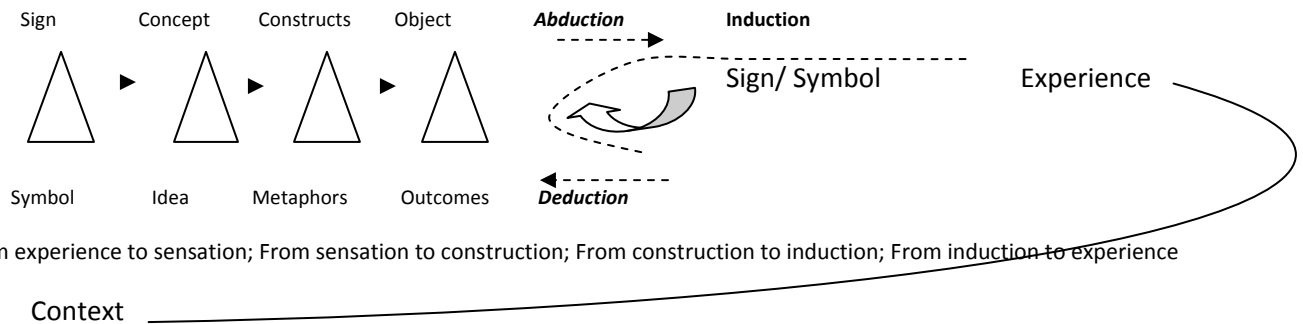 Sign Concept Constructs Object Abduction Induction
Sign/ Symbol Experience
Symbol Idea Metaphors Outcomes Deduction
experience to sensation; From sensation to construction; From construction to induction; From induction to experience
Context